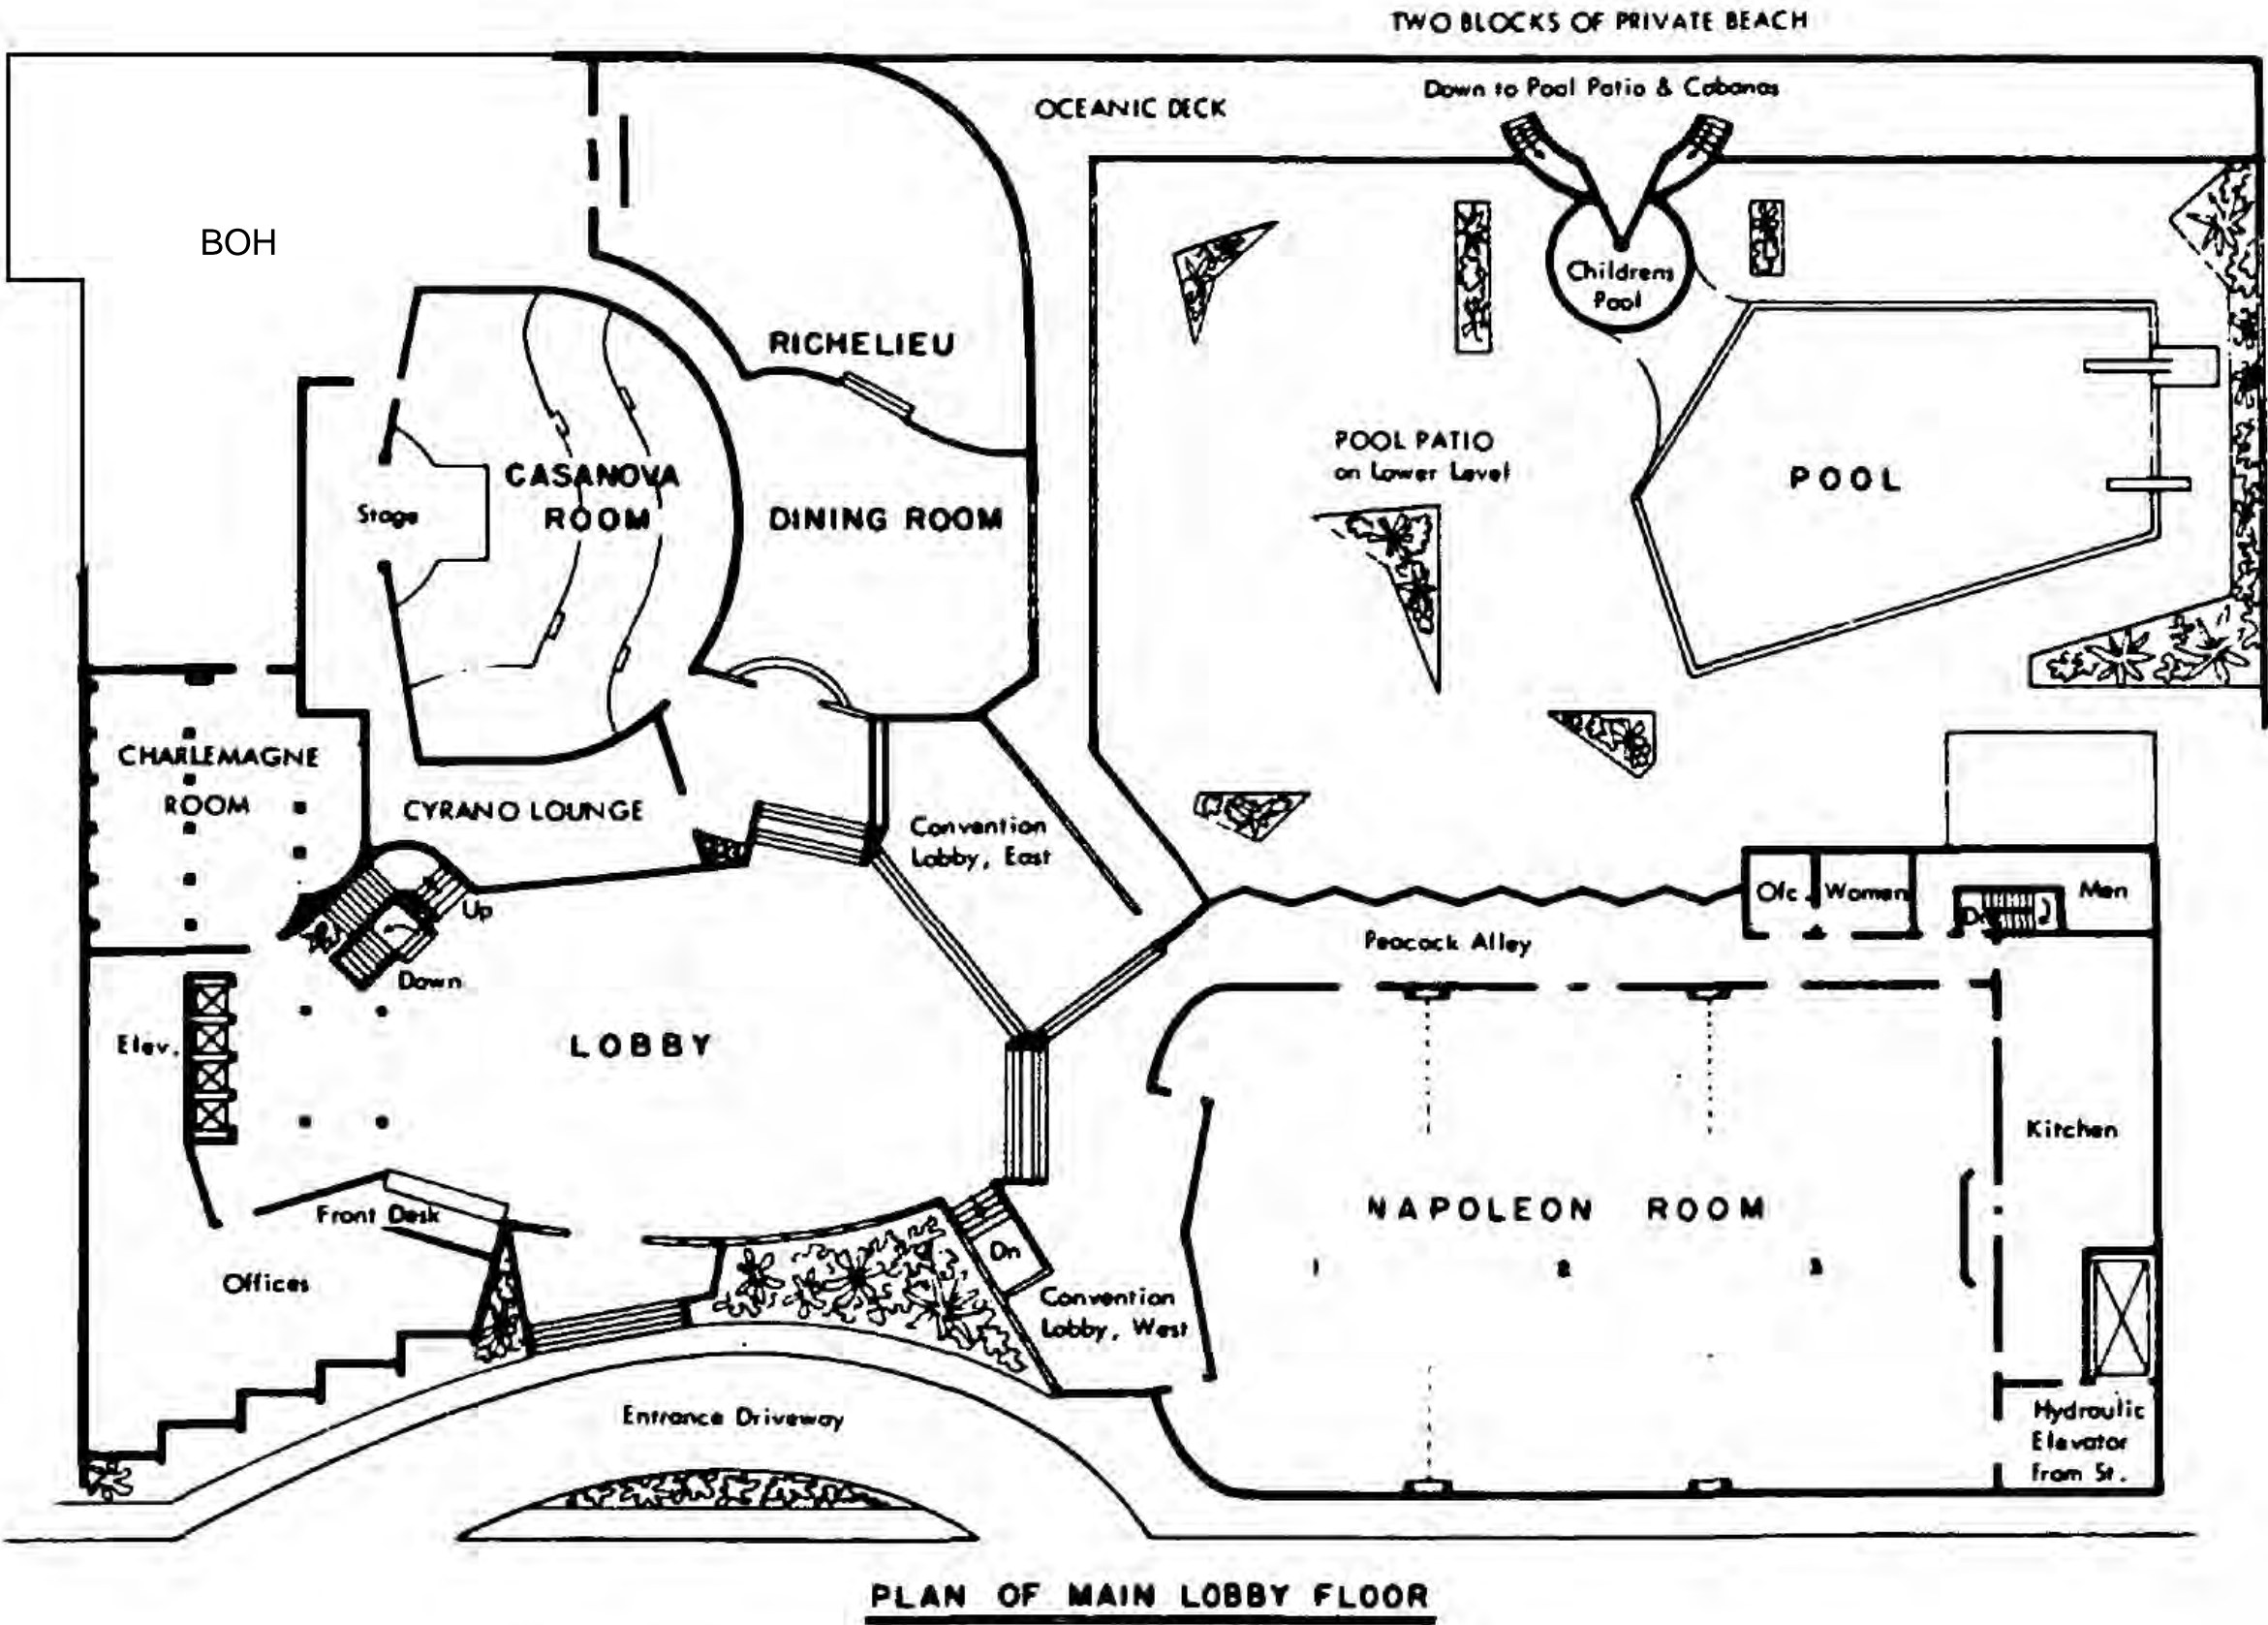 TWO BLOCKS OF PRIVATE BEACH
Down to Pool Patio & Cabanas
OCEANIC DECK
BOH
Childrens
Pool
RICHELIEU
POOL PATIO
on Lower Level
POOL
CASANOVA
ROOM
Stage
DINING ROOM
CHARLEMAGNE
ROOM
CYRANO LOUNGE
Convention
Lobby, East
Up
Down
Ofc.
Women
Dn
Men
Peacock Alley
Elev.
LOBBY
Kitchen
NAPOLEON ROOM
1
2
3
Front Desk
Dn
Offices
Convention
Lobby, West
Entrance Driveway
Hydraulic
Elevator
from St.
PLAN OF MAIN LOBBY FLOOR